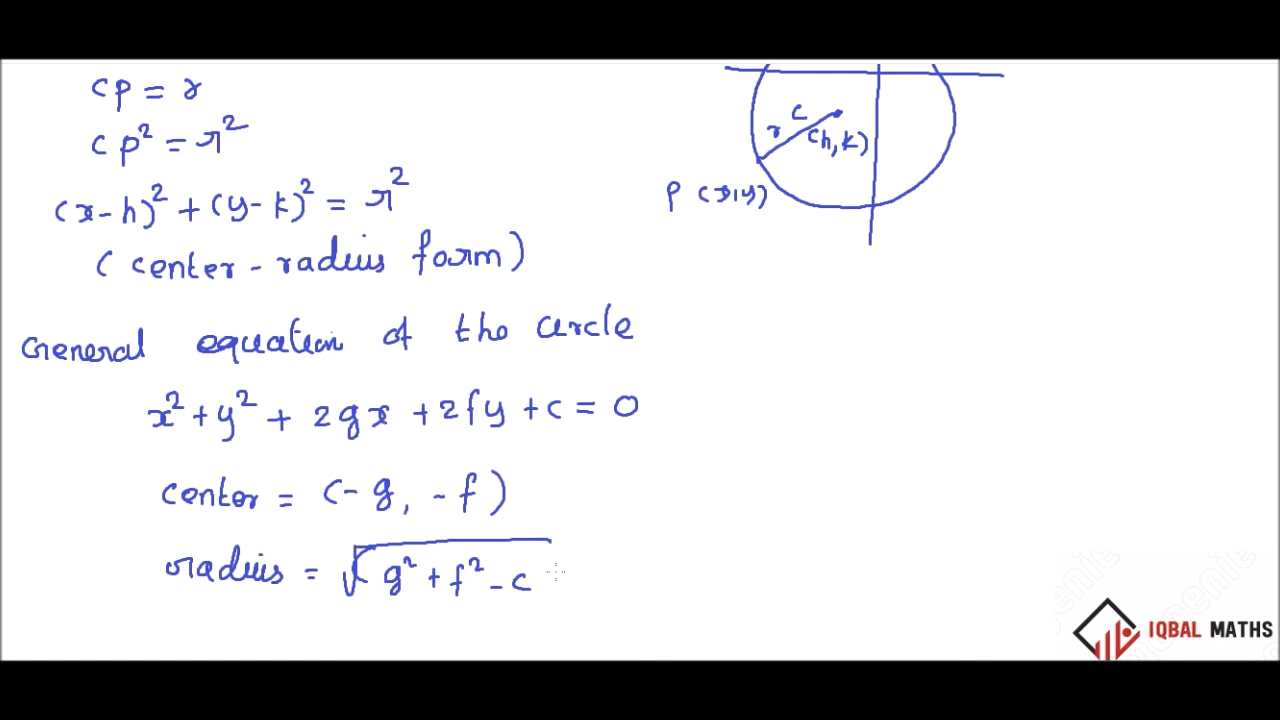 CP = r
CP² = r²
(x-h)² + (y-k)² = r²
(center - radius form)
General equation of the circle
x² + y² + 2gx + 2fy + c = 0
center = (-g, -f)
radius = √g² + f² - c
C
r
(h,k)
P (x,y)
IQBAL MATHS